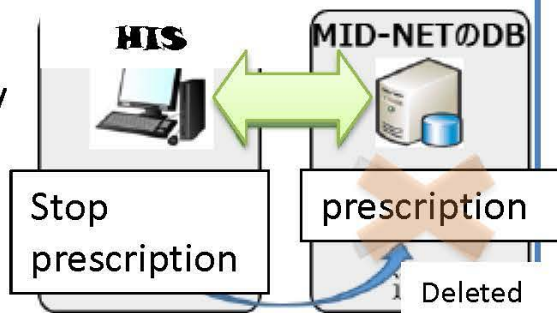 HIS
MID-NETのDB
Stop
prescription
prescription
Deleted